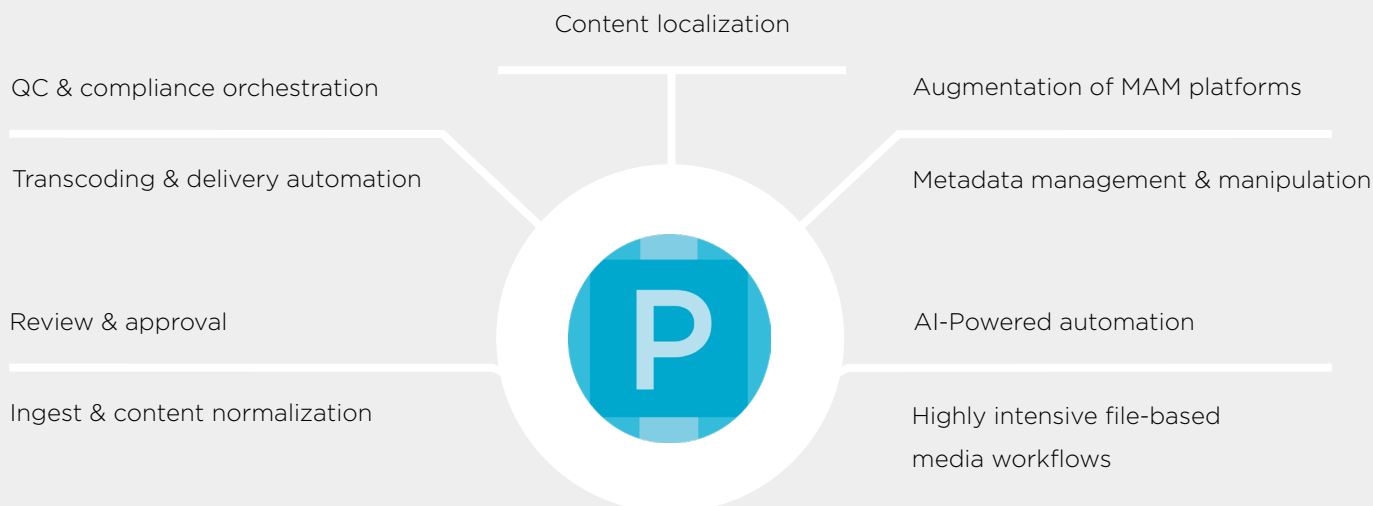 Content localization
QC & compliance orchestration
Transcoding & delivery automation
Review & approval
Ingest & content normalization
P
Augmentation of MAM platforms
Metadata management & manipulation
AI-Powered automation
Highly intensive file-based
media workflows